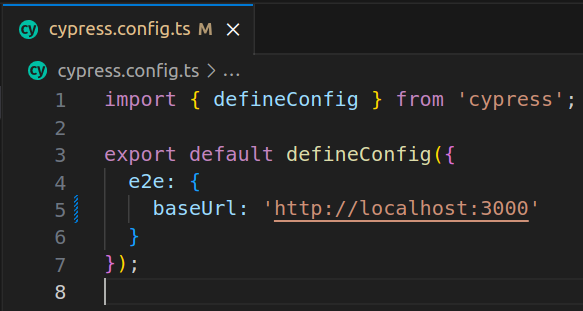 cy cypress.config.ts M ×
cy cypress.config.ts > ...
1 import { defineConfig } from 'cypress';
2
3 export default defineConfig({
4   e2e: {
5     baseUrl: 'http://localhost:3000'
6   }
7 });
8